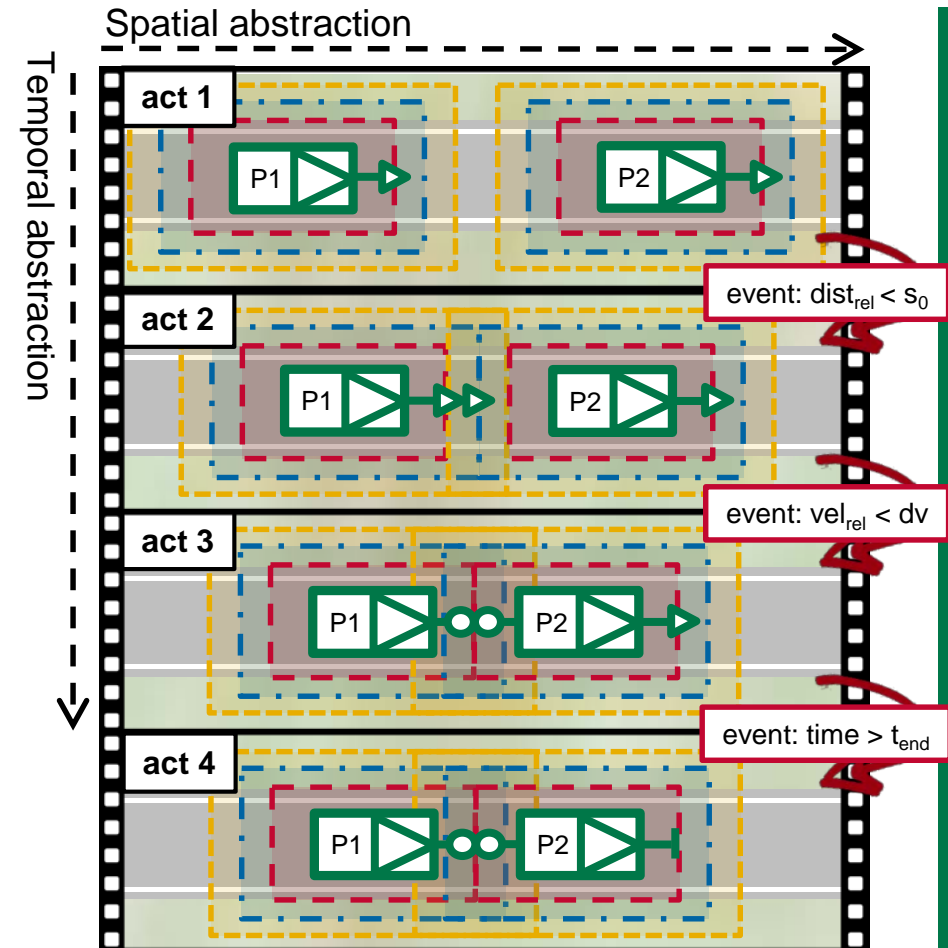 Spatial abstraction
Temporal abstraction
act 1
P1
P2
event: dist_rel < s_0
act 2
P1
P2
event: vel_rel < dv
act 3
P1
P2
event: time > t_end
act 4
P1
P2